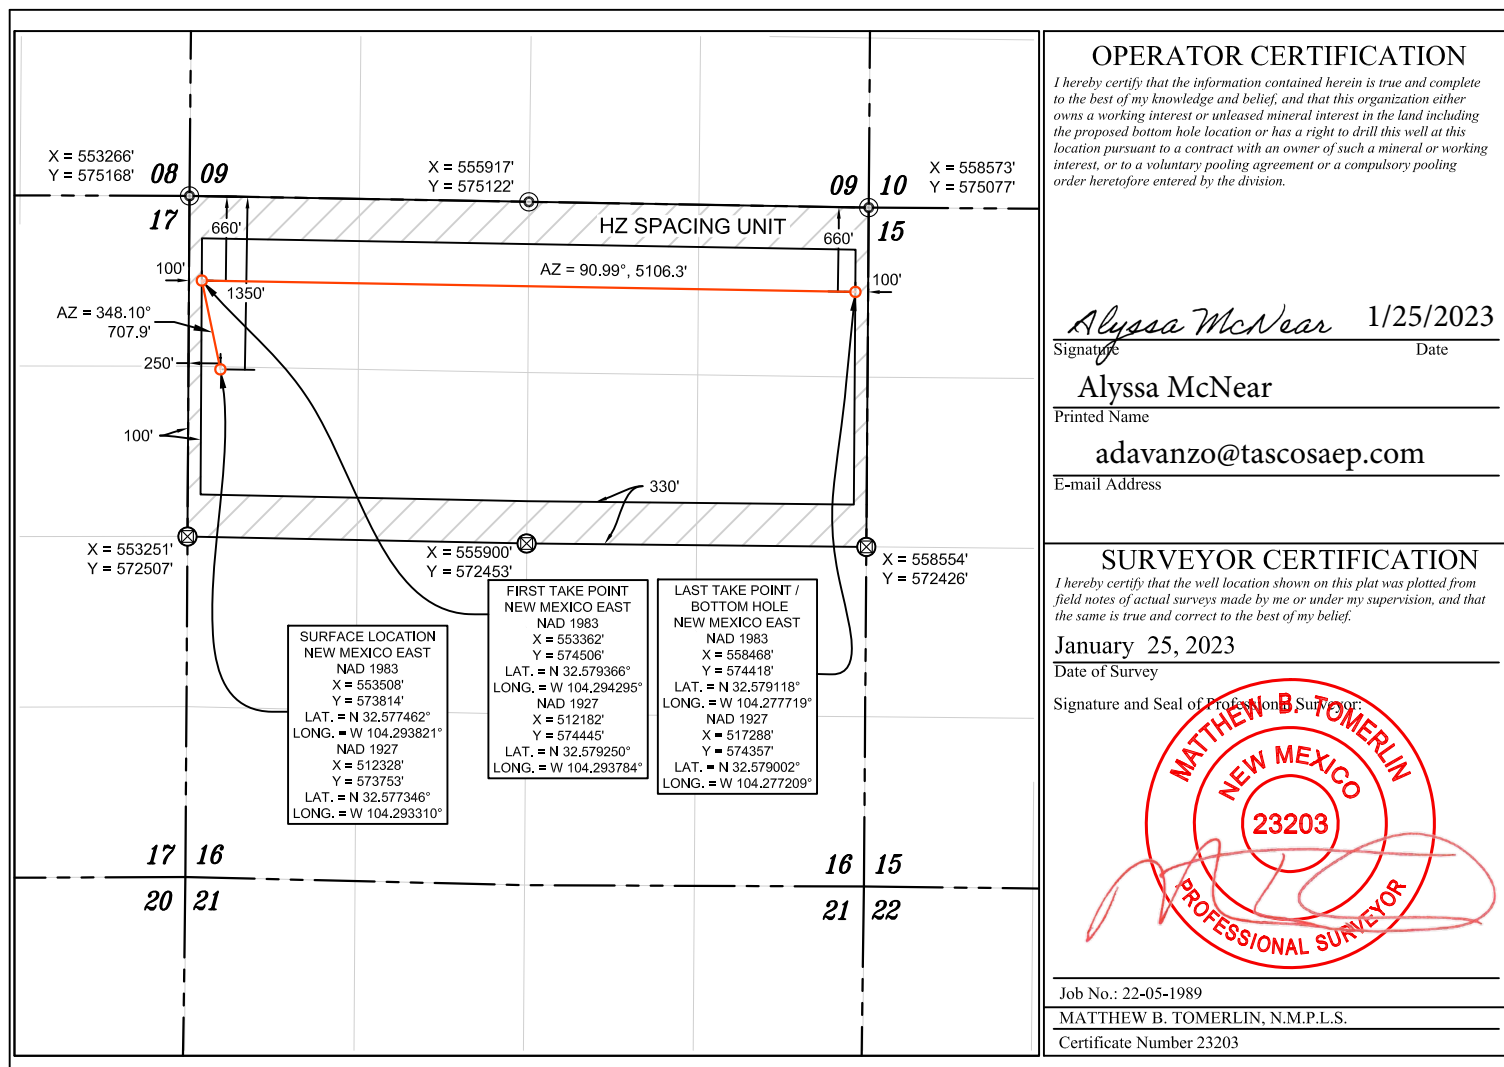 X = 553266'
Y = 575168'
08 09
17
X = 555917'
Y = 575122'
X = 558573'
Y = 575077'
09 10
15
HZ SPACING UNIT
660'
660'
100'
1350'
AZ = 90.99°, 5106.3'
100'
AZ = 348.10°
707.9'
250'
100'
330'
X = 553251'
Y = 572507'
X = 555900'
Y = 572453'
X = 558554'
Y = 572426'
SURFACE LOCATION
NEW MEXICO EAST
NAD 1983
X = 553508'
Y = 573814'
LAT. = N 32.577462°
LONG. = W 104.293821°
NAD 1927
X = 512328'
Y = 573753'
LAT. = N 32.577346°
LONG. = W 104.293310°
FIRST TAKE POINT
NEW MEXICO EAST
NAD 1983
X = 553362'
Y = 574506'
LAT. = N 32.579366°
LONG. = W 104.294295°
NAD 1927
X = 512182'
Y = 574445'
LAT. = N 32.579250°
LONG. = W 104.293784°
LAST TAKE POINT /
BOTTOM HOLE
NEW MEXICO EAST
NAD 1983
X = 558468'
Y = 574418'
LAT. = N 32.579118°
LONG. = W 104.277719°
NAD 1927
X = 517288'
Y = 574357'
LAT. = N 32.579002°
LONG. = W 104.277209°
17 16
20 21
16 15
21 22
OPERATOR CERTIFICATION
I hereby certify that the information contained herein is true and complete
to the best of my knowledge and belief, and that this organization either
owns a working interest or unleased mineral interest in the land including
the proposed bottom hole location or has a right to drill this well at this
location pursuant to a contract with an owner of such a mineral or working
interest, or to a voluntary pooling agreement or a compulsory pooling
order heretofore entered by the division.
Alyssa McNear 1/25/2023
Signature Date
Alyssa McNear
Printed Name
adavanzo@tascosaep.com
E-mail Address
SURVEYOR CERTIFICATION
I hereby certify that the well location shown on this plat was plotted from
field notes of actual surveys made by me or under my supervision, and that
the same is true and correct to the best of my belief.
January 25, 2023
Date of Survey
Signature and Seal of Professional Surveyor:
MATTHEW B. TOMERLIN
NEW MEXICO
23203
PROFESSIONAL SURVEYOR
Job No.: 22-05-1989
MATTHEW B. TOMERLIN, N.M.P.L.S.
Certificate Number 23203